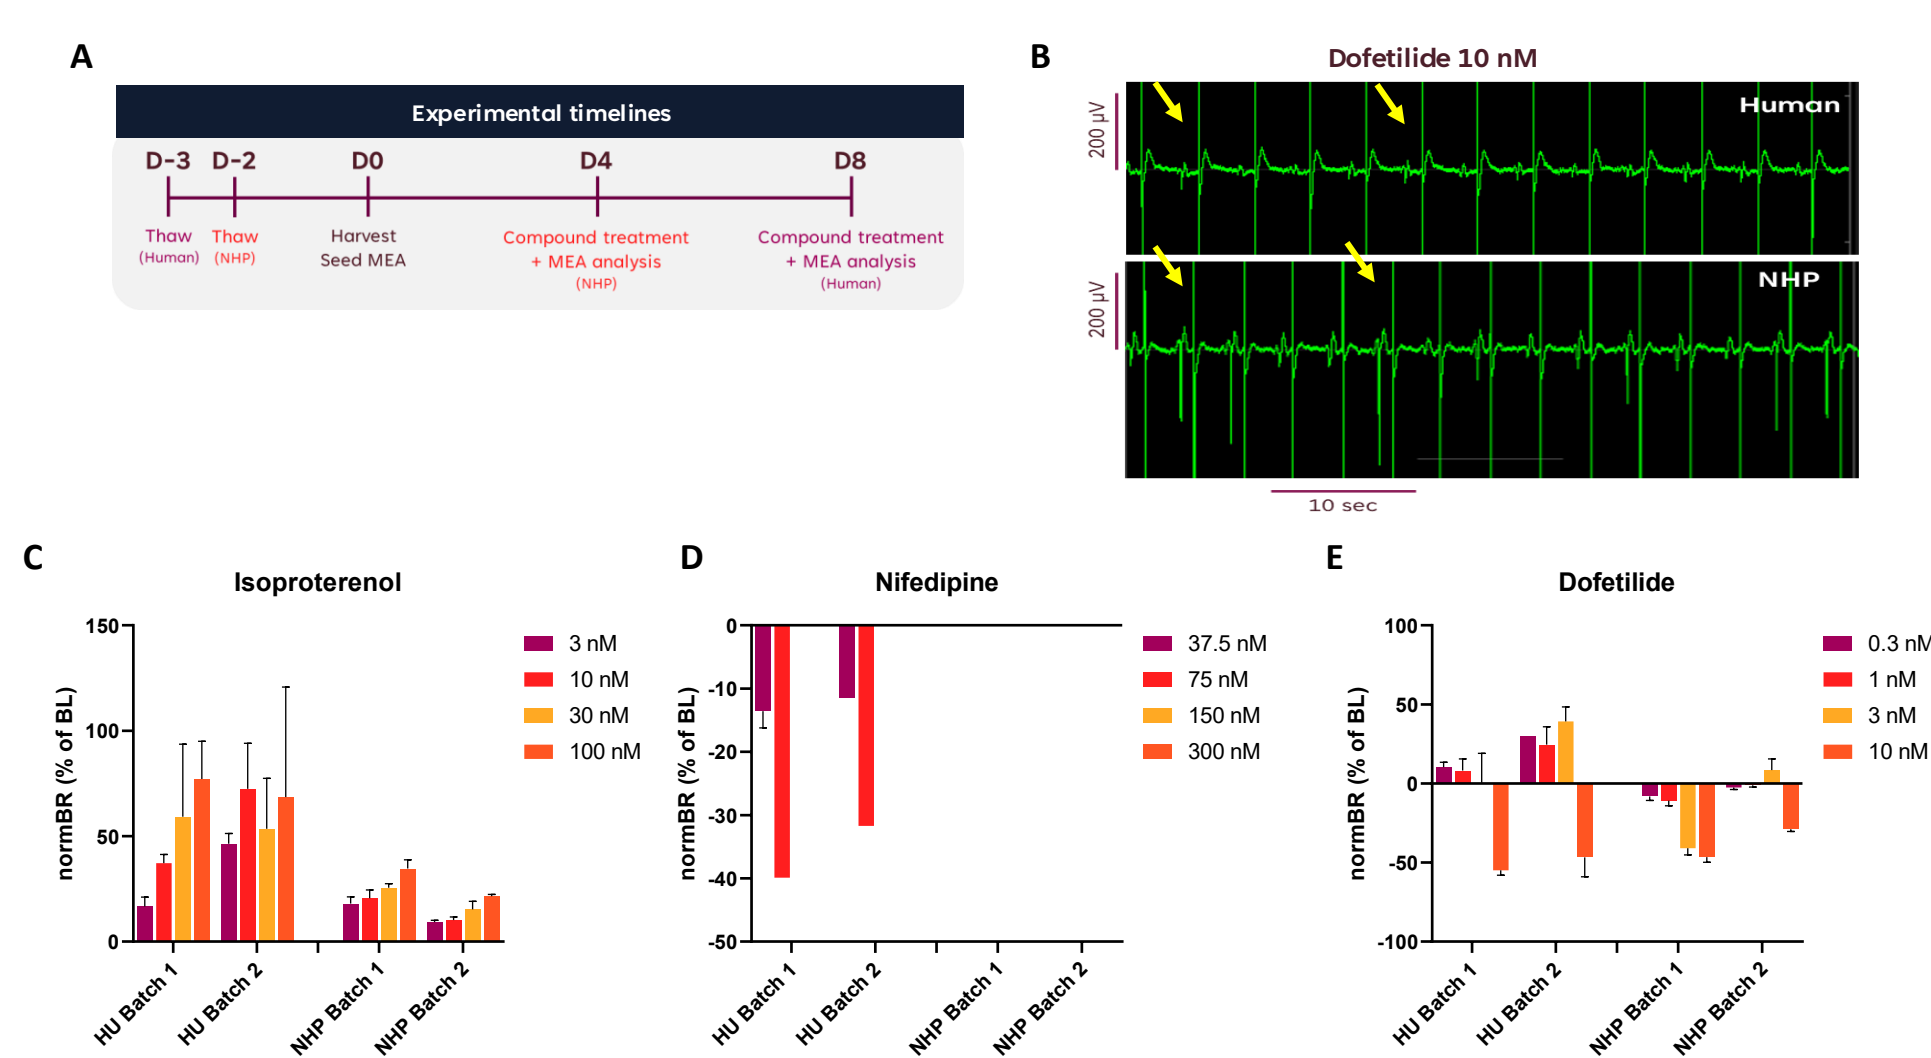 A
Experimental timelines
D-3 D-2 D0 D4 D8
Thaw
(Human)
Thaw
(NHP)
Harvest
Seed MEA
Compound treatment
+ MEA analysis
(NHP)
Compound treatment
+ MEA analysis
(Human)
B
Dofetilide 10 nM
200 µV
Human
200 µV
NHP
10 sec
C
Isoproterenol
normBR (% of BL)
150
100
50
0
HU Batch 1
HU Batch 2
NHP Batch 1
NHP Batch 2
3 nM
10 nM
30 nM
100 nM
D
Nifedipine
normBR (% of BL)
0
-10
-20
-30
-40
-50
HU Batch 1
HU Batch 2
NHP Batch 1
NHP Batch 2
37.5 nM
75 nM
150 nM
300 nM
E
Dofetilide
normBR (% of BL)
100
50
0
-50
-100
HU Batch 1
HU Batch 2
NHP Batch 1
NHP Batch 2
0.3 nM
1 nM
3 nM
10 nM